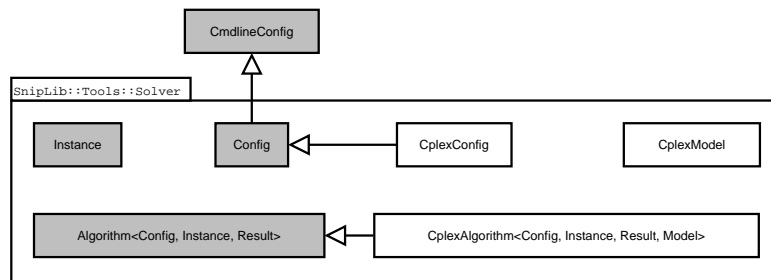 CmdlineConfig
SnipLib::Tools::Solver
Instance
Config
CplexConfig
CplexModel
Algorithm<Config, Instance, Result>
CplexAlgorithm<Config, Instance, Result, Model>